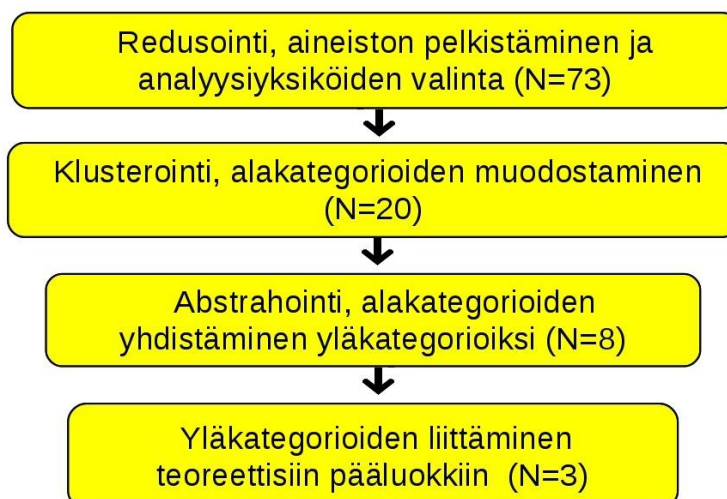 Redusointi, aineiston pelkistäminen ja
analyysiyksiköiden valinta (N=73)
Klusterointi, alakategorioiden muodostaminen
(N=20)
Abstrahointi, alakategorioiden
yhdistäminen yläkategorioiksi (N=8)
Yläkategorioiden liittäminen
teoreettisiin pääluokkiin (N=3)